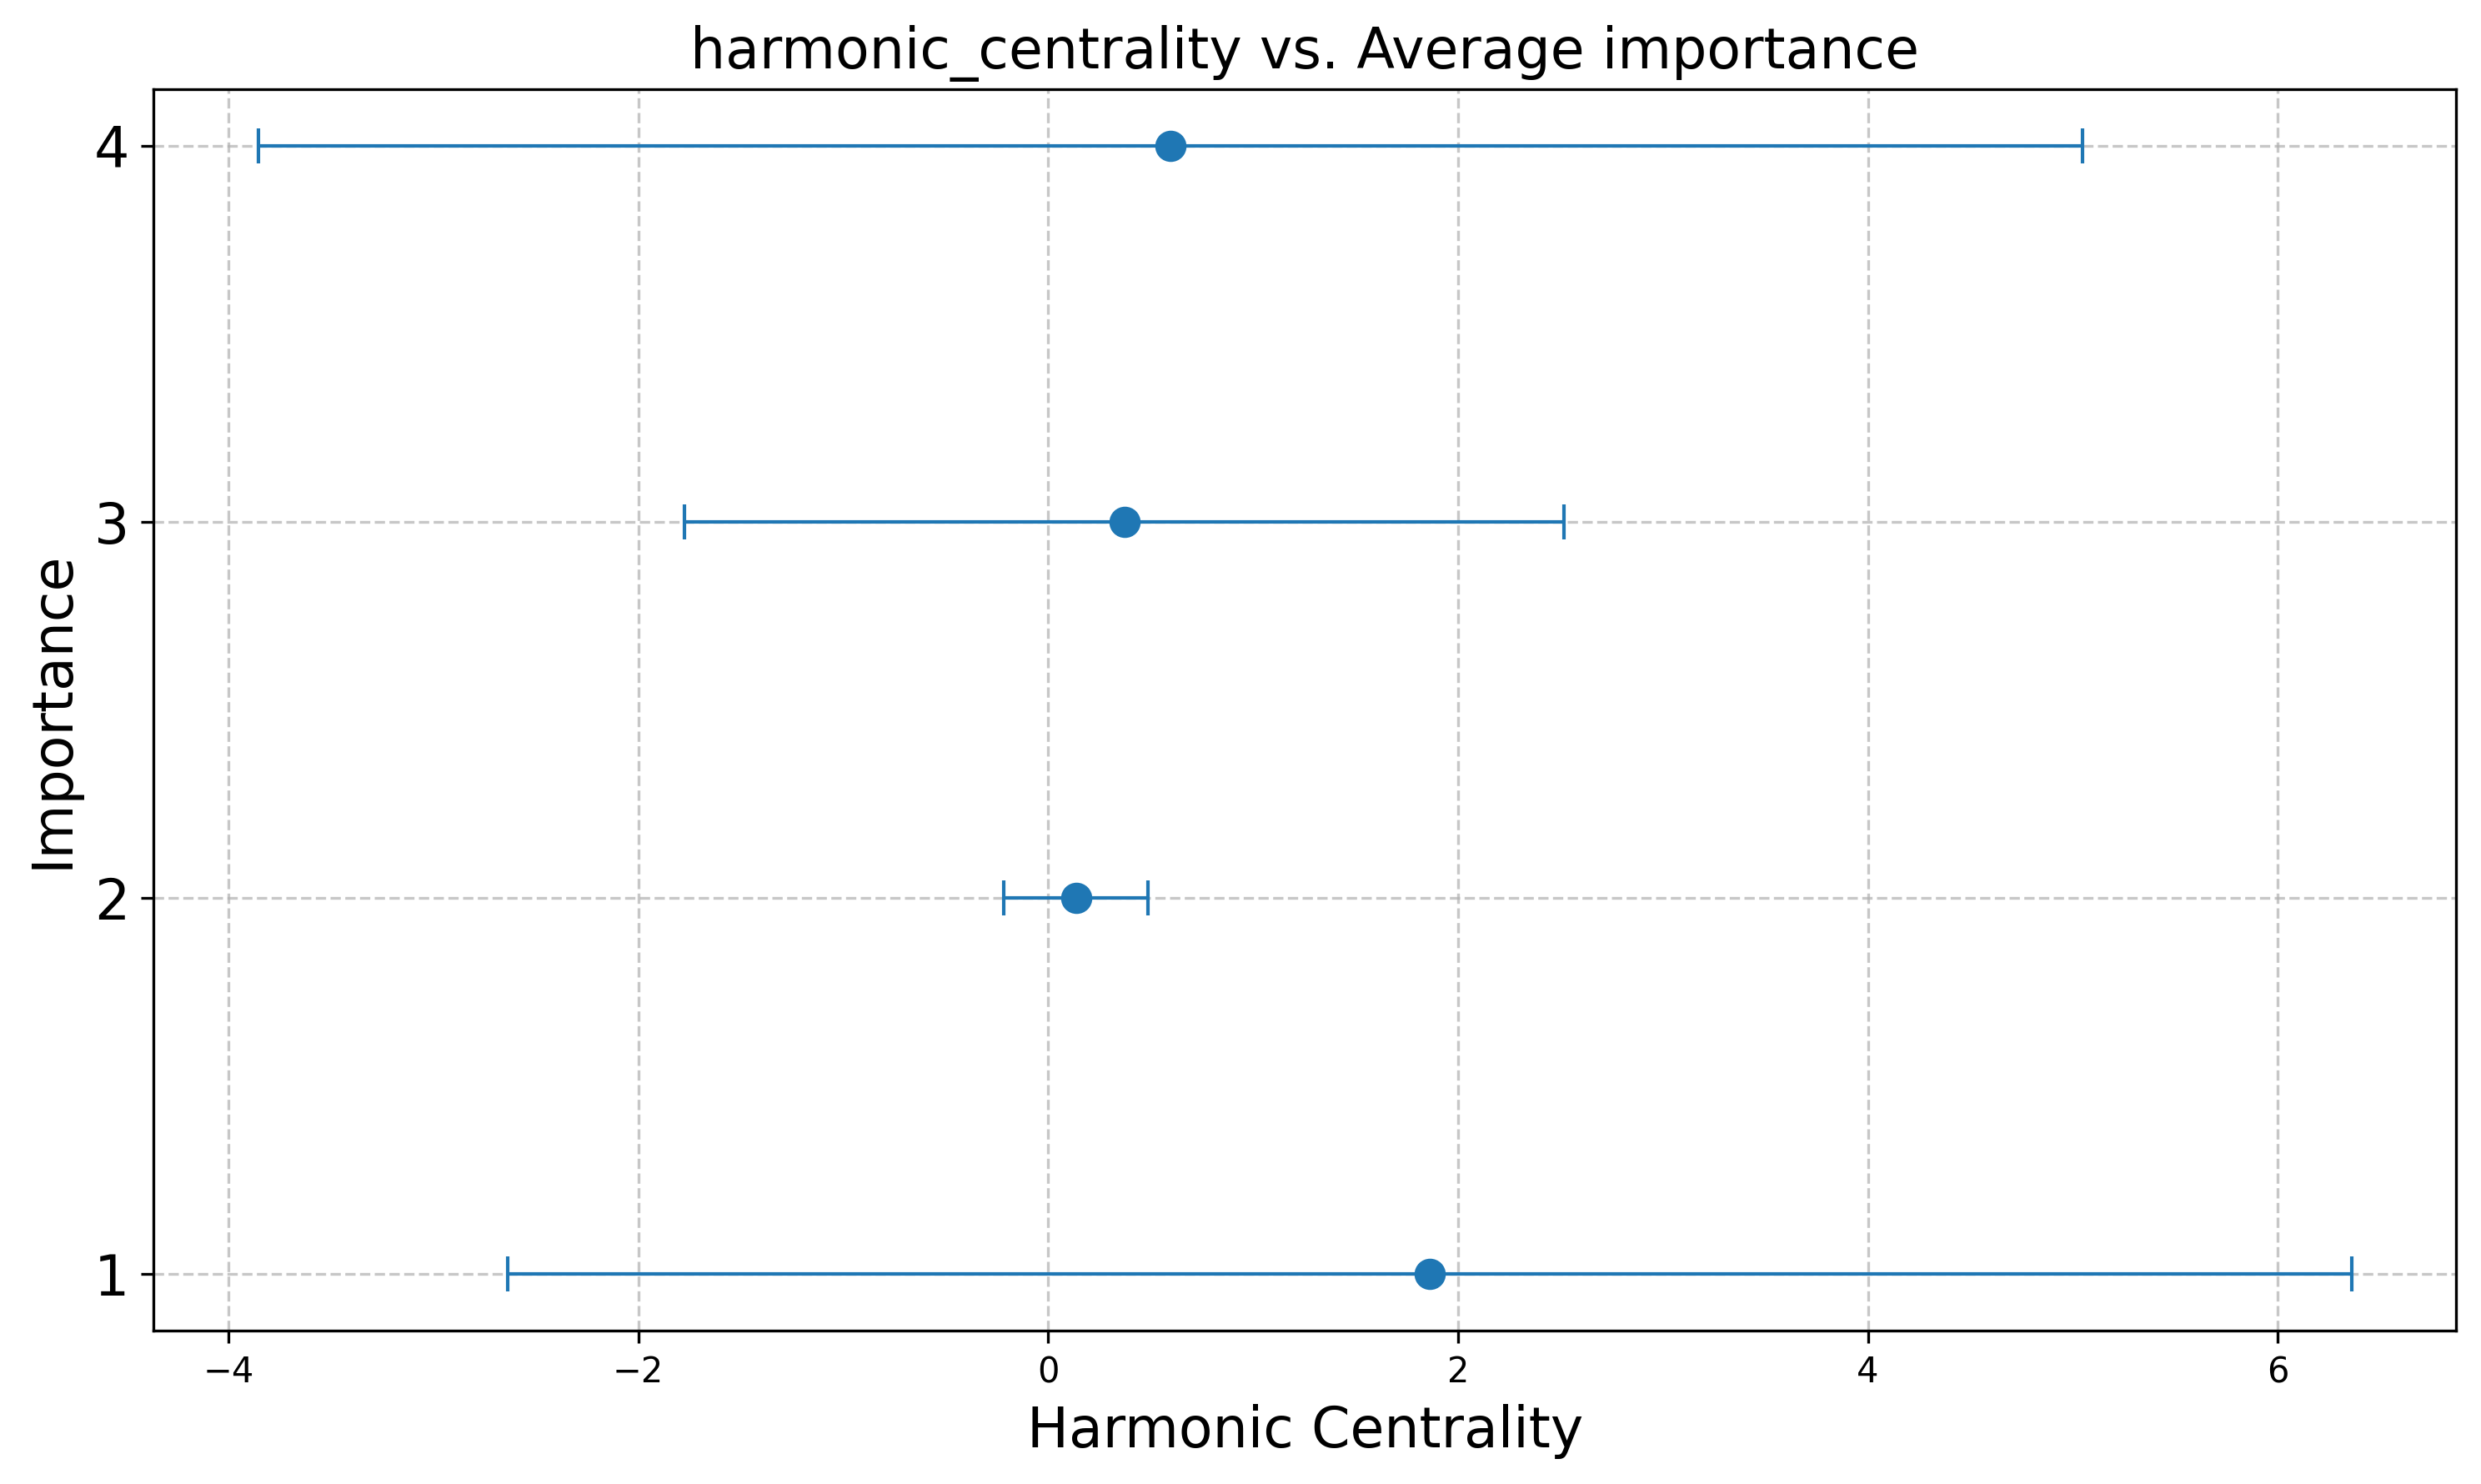 harmonic_centrality vs. Average importance
4
3
2
1
Importance
−4 −2 0 2 4 6
Harmonic Centrality